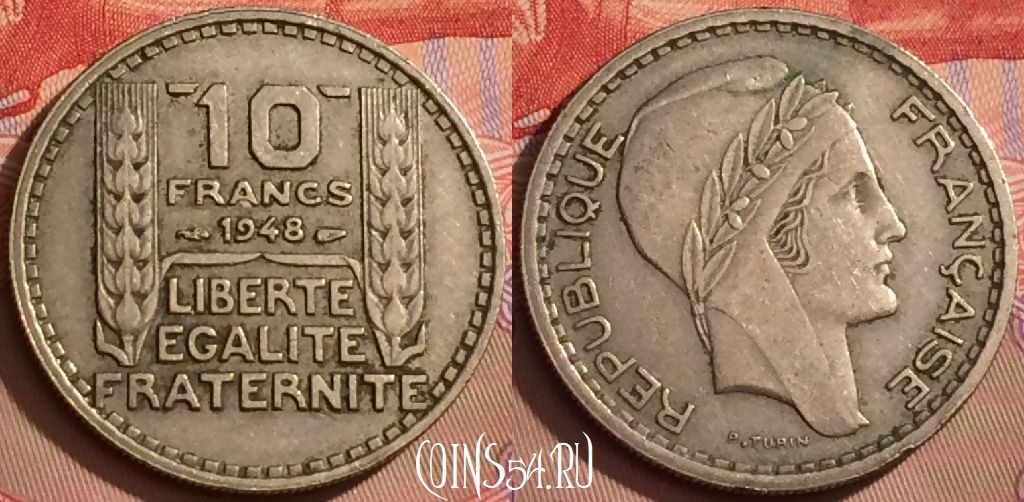 10
FRANCS
1948
LIBERTE
EGALITE
FRATERNITE
REPUBLIQUE FRANÇAISE
P.TURIN
COINS54.RU